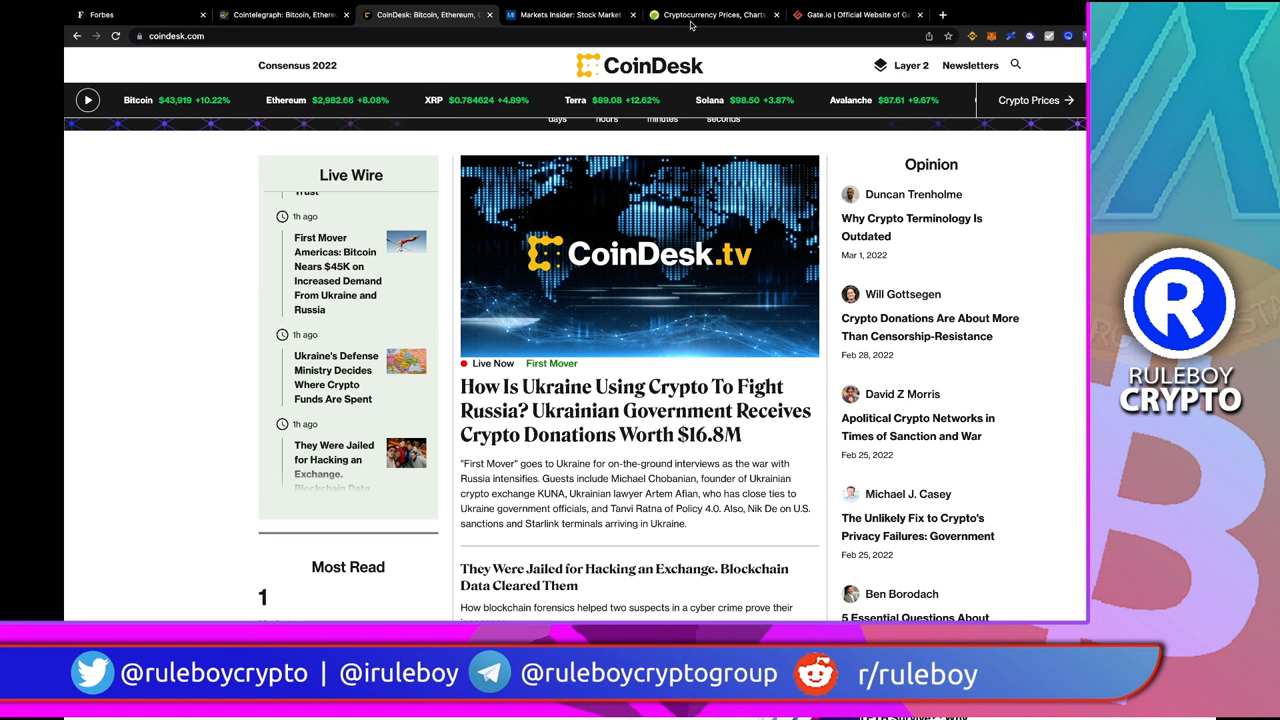 Forbes
Cointelegraph: Bitcoin, Ethere
CoinDesk: Bitcoin, Ethereum, C
Markets Insider: Stock Market
Cryptocurrency Prices, Charts
Gate.io | Official Website of Ga
coindesk.com
Consensus 2022
CoinDesk
Layer 2
Newsletters
Bitcoin $43,919 +10.22%
Ethereum $2,982.66 +8.08%
XRP $0.784624 +4.89%
Terra $89.08 +12.62%
Solana $98.50 +3.87%
Avalanche $87.61 +9.67%
Crypto Prices →
days hours minutes seconds
Live Wire
Trust
1h ago
First Mover
Americas: Bitcoin
Nears $45K on
Increased Demand
From Ukraine and
Russia
1h ago
Ukraine's Defense
Ministry Decides
Where Crypto
Funds Are Spent
1h ago
They Were Jailed
for Hacking an
Exchange.
Blockchain Data
Most Read
1
CoinDesk.tv
Live Now First Mover
How Is Ukraine Using Crypto To Fight
Russia? Ukrainian Government Receives
Crypto Donations Worth $16.8M
"First Mover" goes to Ukraine for on-the-ground interviews as the war with
Russia intensifies. Guests include Michael Chobanian, founder of Ukrainian
crypto exchange KUNA, Ukrainian lawyer Artem Afian, who has close ties to
Ukraine government officials, and Tanvi Ratna of Policy 4.0. Also, Nik De on U.S.
sanctions and Starlink terminals arriving in Ukraine.
They Were Jailed for Hacking an Exchange. Blockchain
Data Cleared Them
How blockchain forensics helped two suspects in a cyber crime prove their
Opinion
Duncan Trenholme
Why Crypto Terminology Is
Outdated
Mar 1, 2022
Will Gottsegen
Crypto Donations Are About More
Than Censorship-Resistance
Feb 28, 2022
David Z Morris
Apolitical Crypto Networks in
Times of Sanction and War
Feb 25, 2022
Michael J. Casey
The Unlikely Fix to Crypto's
Privacy Failures: Government
Feb 25, 2022
Ben Borodach
5 Essential Questions About
R
RULEBOY
CRYPTO
@ruleboycrypto | @iruleboy @ruleboycryptogroup r/ruleboy